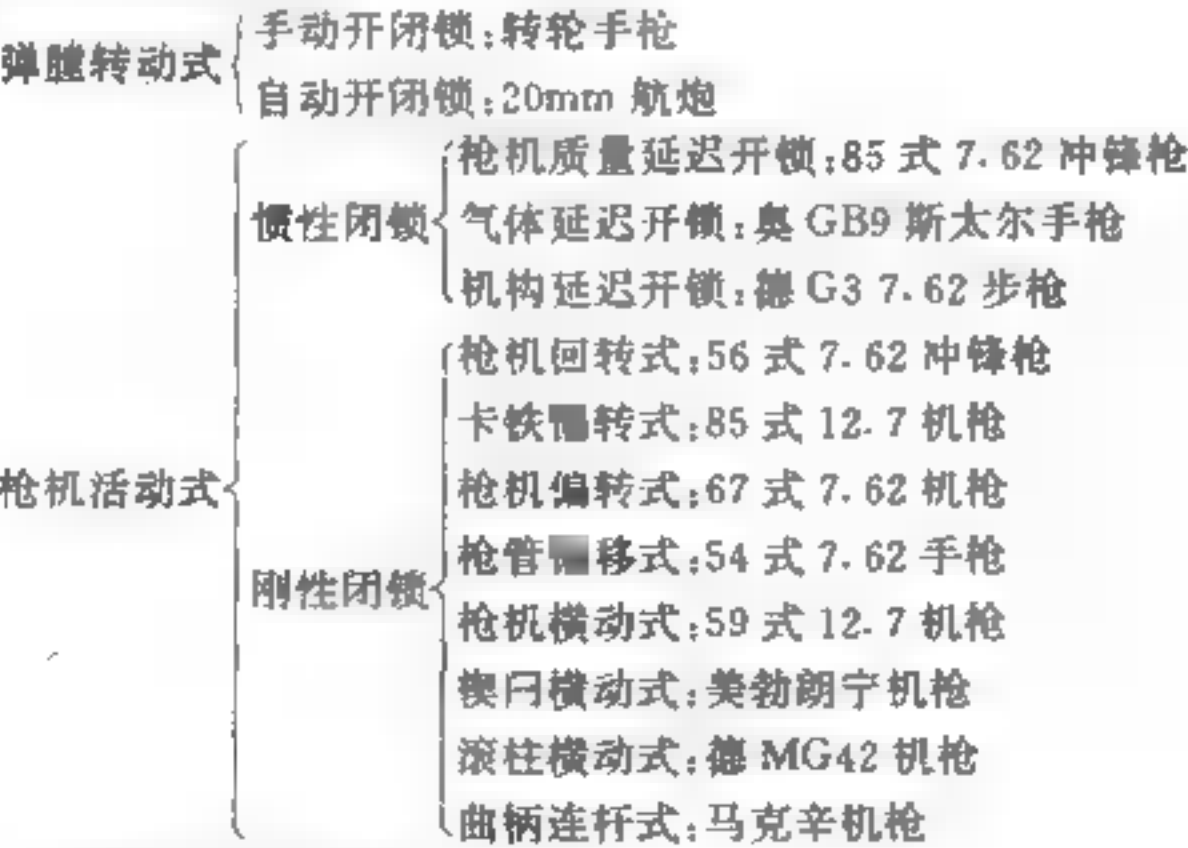 弹膛转动式
手动开闭锁:转轮手枪
自动开闭锁:20mm 航炮
枪机活动式
惯性闭锁
枪机质量延迟开锁:85 式 7.62 冲锋枪
气体延迟开锁:奥 GB9 斯太尔手枪
机构延迟开锁:德 G3 7.62 步枪
刚性闭锁
枪机回转式:56 式 7.62 冲锋枪
卡铁转式:85 式 12.7 机枪
枪机偏转式:67 式 7.62 机枪
枪管移式:54 式 7.62 手枪
枪机横动式:59 式 12.7 机枪
楔闩横动式:美勃朗宁机枪
滚柱横动式:德 MG42 机枪
曲柄连杆式:马克辛机枪